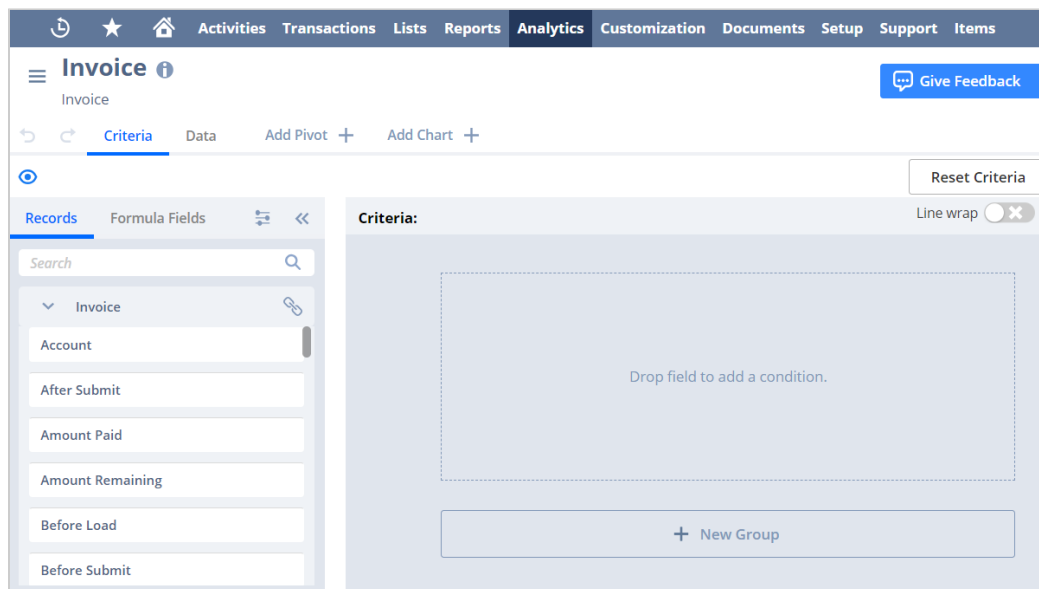 Activities Transactions Lists Reports Analytics Customization Documents Setup Support Items
Invoice
Invoice
Give Feedback
Criteria Data Add Pivot Add Chart
Reset Criteria
Records Formula Fields
Criteria:
Line wrap
Search
Invoice
Account
After Submit
Amount Paid
Amount Remaining
Before Load
Before Submit
Drop field to add a condition.
New Group